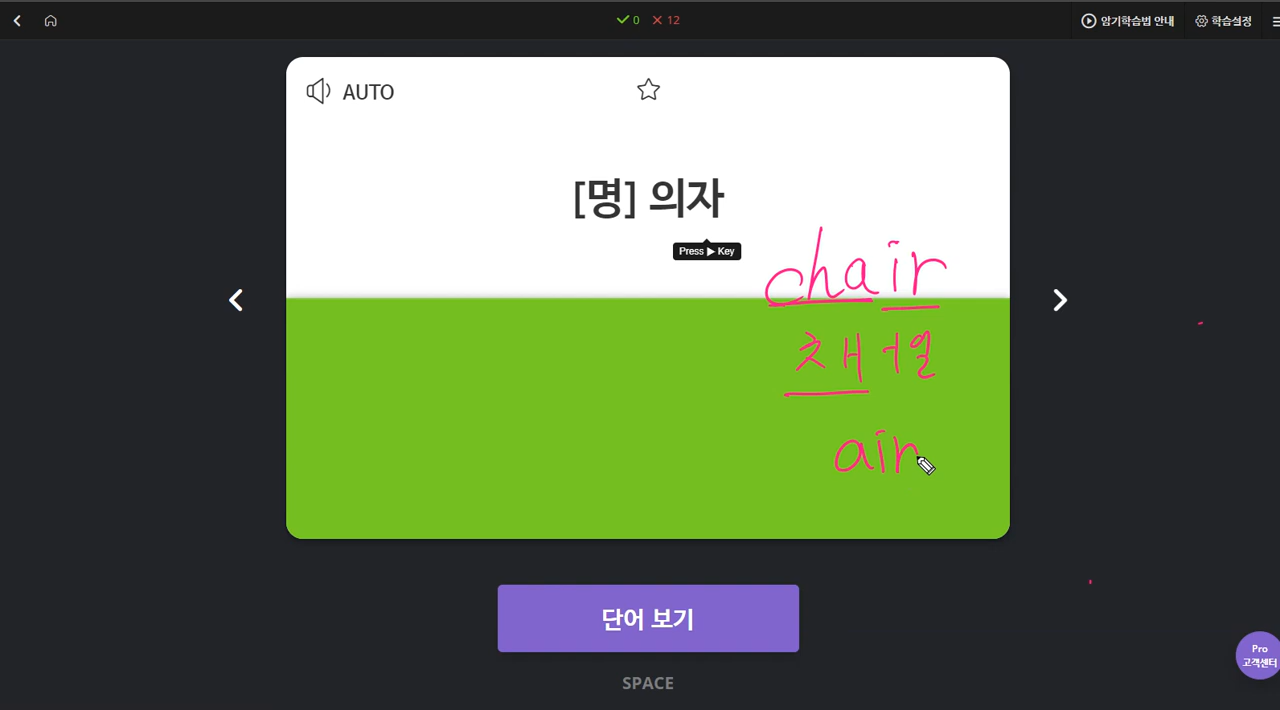 0 12 암기학습법 안내 학습설정
AUTO
[명] 의자
Press ▶ Key
chair
채 얼
air
단어 보기
SPACE
Pro
고객센터